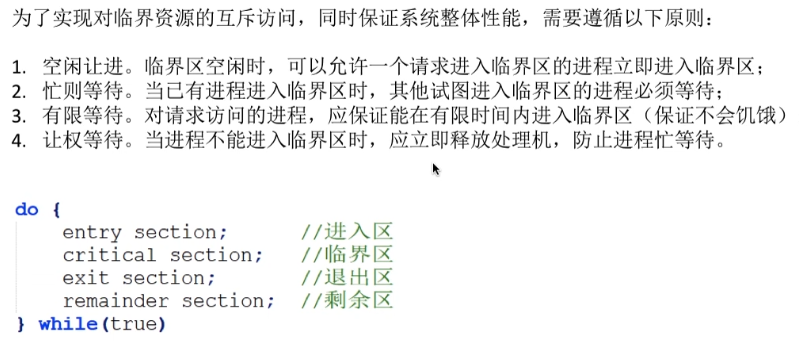 为了实现对临界资源的互斥访问，同时保证系统整体性能，需要遵循以下原则：
1. 空闲让进。临界区空闲时，可以允许一个请求进入临界区的进程立即进入临界区；
2. 忙则等待。当已有进程进入临界区时，其他试图进入临界区的进程必须等待；
3. 有限等待。对请求访问的进程，应保证能在有限时间内进入临界区（保证不会饥饿）
4. 让权等待。当进程不能进入临界区时，应立即释放处理机，防止进程忙等待。
do {
entry section; //进入区
critical section; //临界区
exit section; //退出区
remainder section; //剩余区
} while(true)